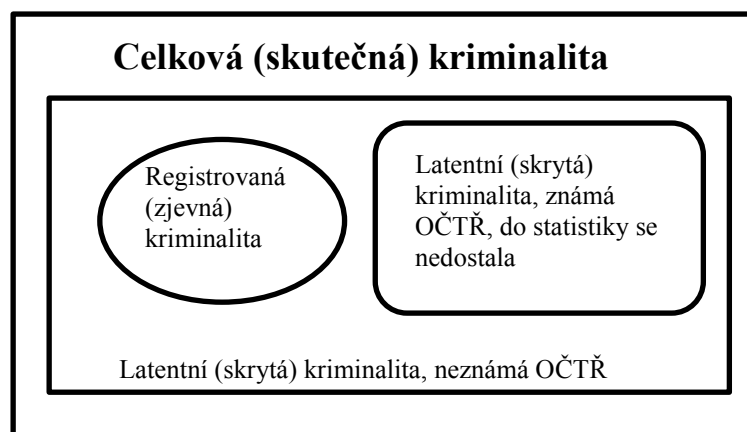 Celková (skutečná) kriminalita
Registrovaná
(zjevná)
kriminalita
Latentní (skrytá)
kriminalita, známá
OČTŘ, do statistiky se
nedostala
Latentní (skrytá) kriminalita, neznámá OČTŘ